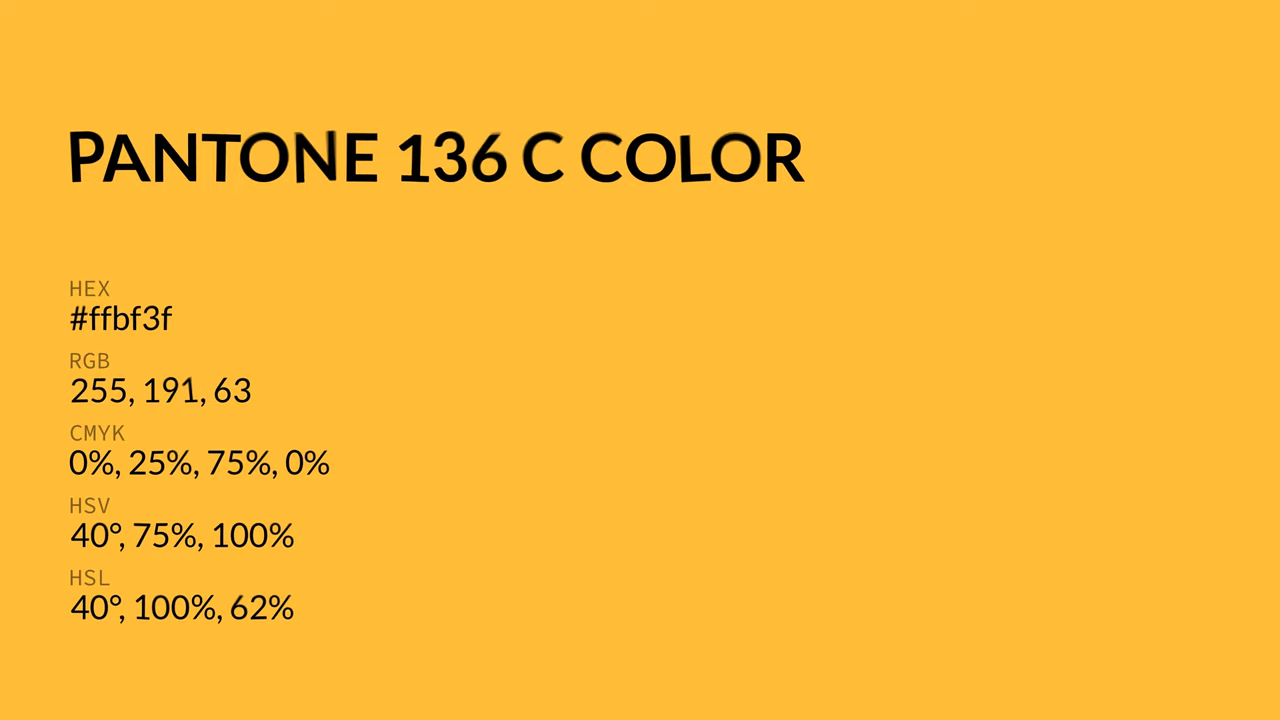 PANTONE 136 C COLOR
HEX
#ffbf3f
RGB
255, 191, 63
CMYK
0%, 25%, 75%, 0%
HSV
40°, 75%, 100%
HSL
40°, 100%, 62%